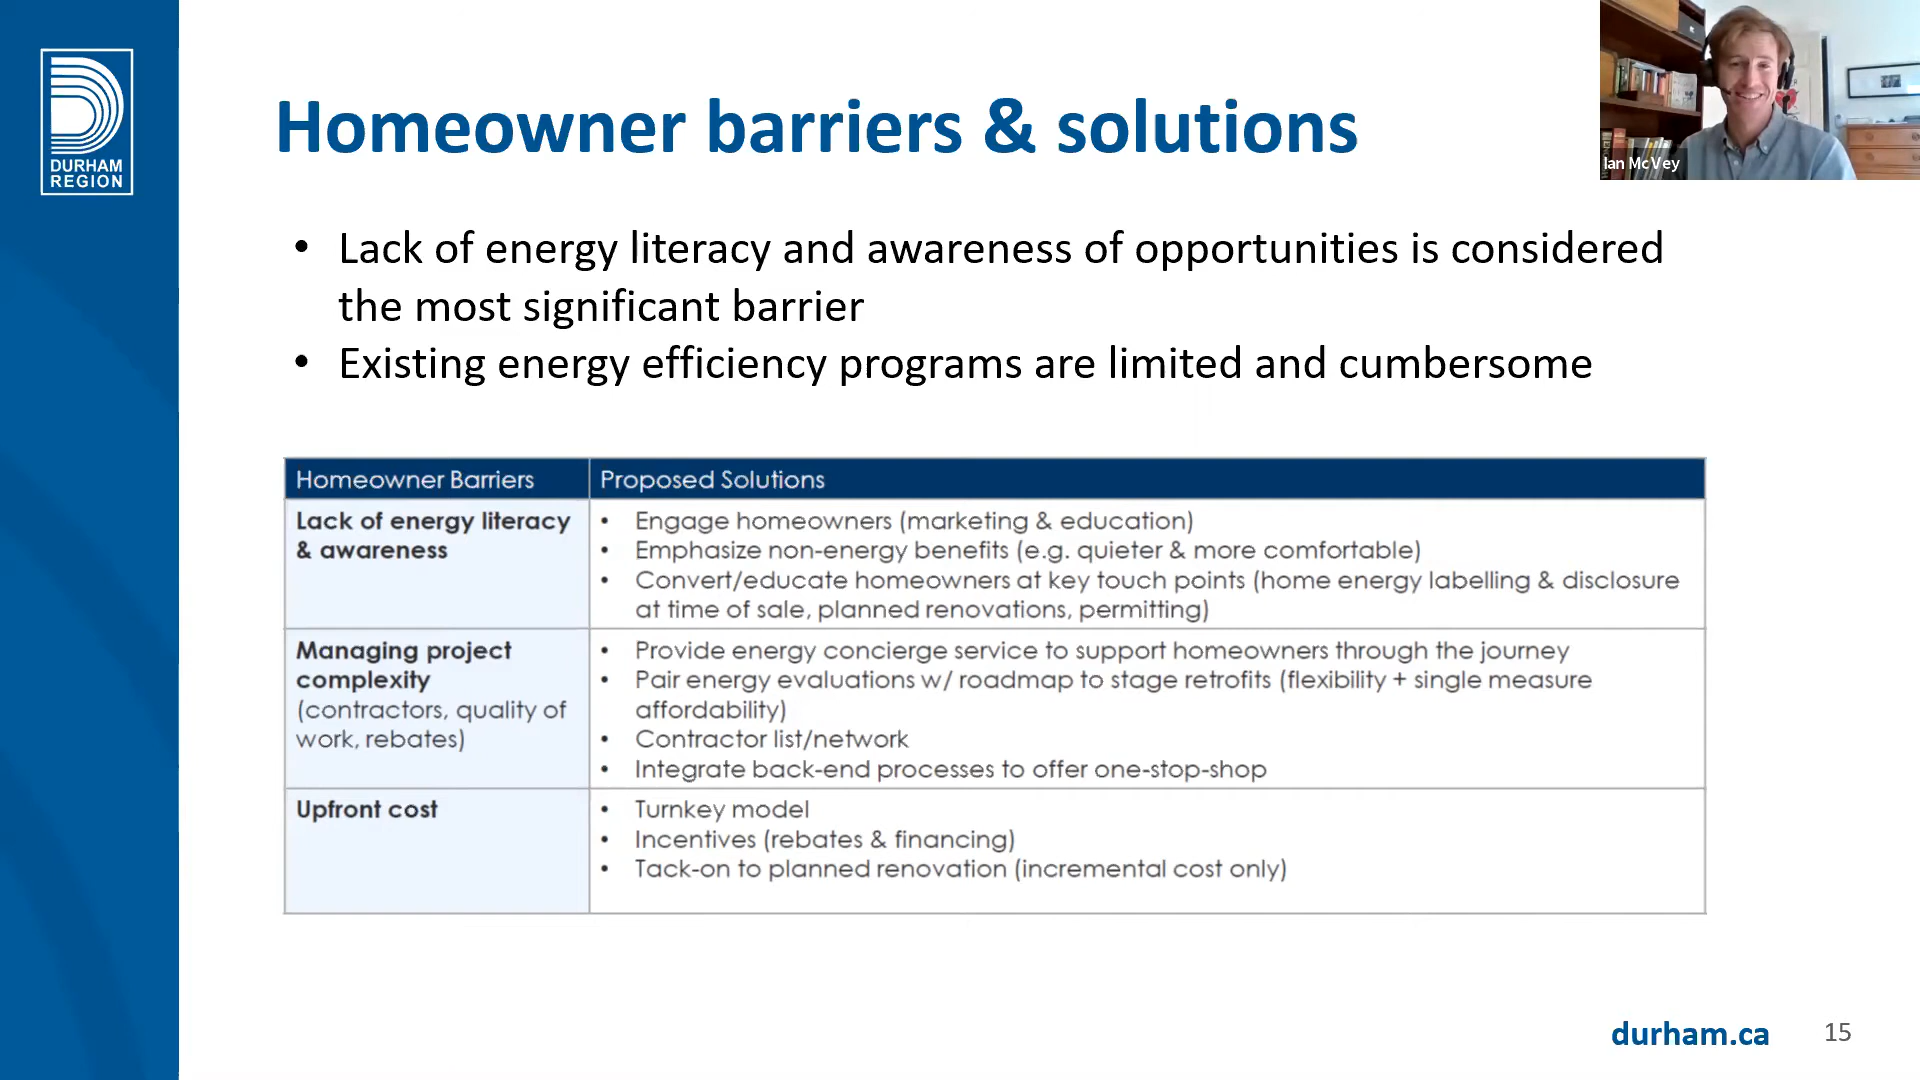 DURHAM
REGION
Homeowner barriers & solutions
Ian McVey
• Lack of energy literacy and awareness of opportunities is considered
the most significant barrier
• Existing energy efficiency programs are limited and cumbersome
Homeowner Barriers
Proposed Solutions
Lack of energy literacy
& awareness
• Engage homeowners (marketing & education)
• Emphasize non-energy benefits (e.g. quieter & more comfortable)
• Convert/educate homeowners at key touch points (home energy labelling & disclosure
at time of sale, planned renovations, permitting)
Managing project
complexity
(contractors, quality of
work, rebates)
• Provide energy concierge service to support homeowners through the journey
• Pair energy evaluations w/ roadmap to stage retrofits (flexibility + single measure
affordability)
• Contractor list/network
• Integrate back-end processes to offer one-stop-shop
Upfront cost
• Turnkey model
• Incentives (rebates & financing)
• Tack-on to planned renovation (incremental cost only)
durham.ca
15